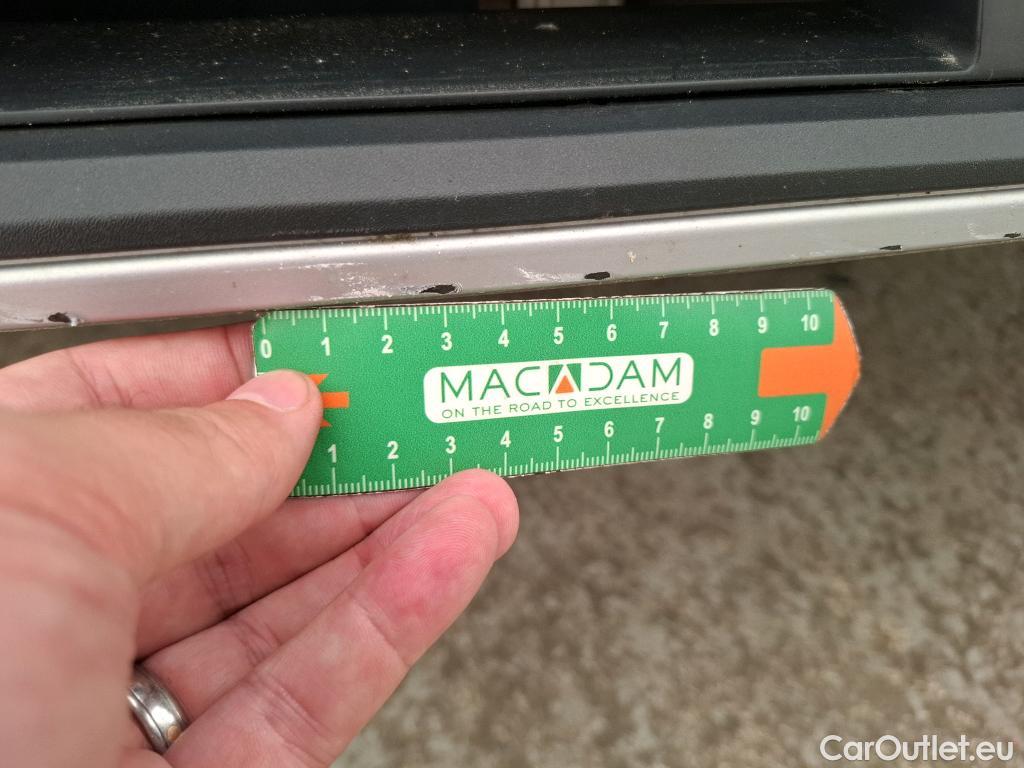 0 1 2 3 4 5 6 7 8 9 10
MACADAM
ON THE ROAD TO EXCELLENCE
1 2 3 4 5 6 7 8 9 10
CarOutlet.eu